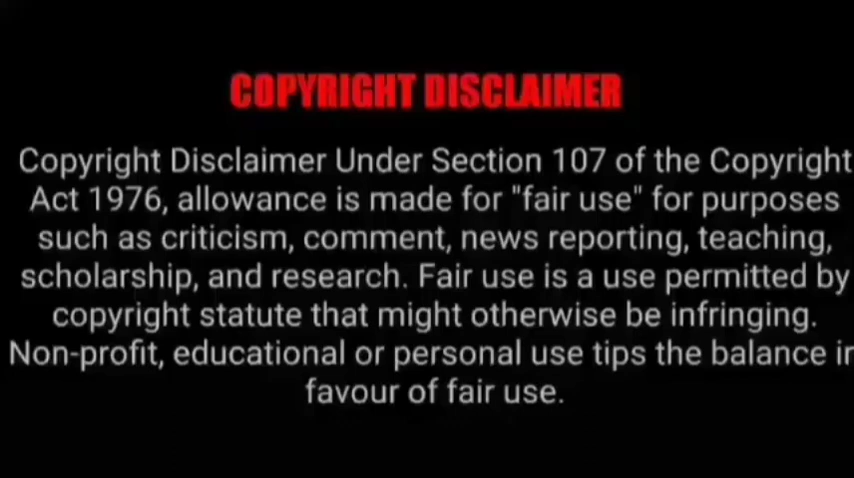 COPYRIGHT DISCLAIMER
Copyright Disclaimer Under Section 107 of the Copyright
Act 1976, allowance is made for "fair use" for purposes
such as criticism, comment, news reporting, teaching,
scholarship, and research. Fair use is a use permitted by
copyright statute that might otherwise be infringing.
Non-profit, educational or personal use tips the balance in
favour of fair use.